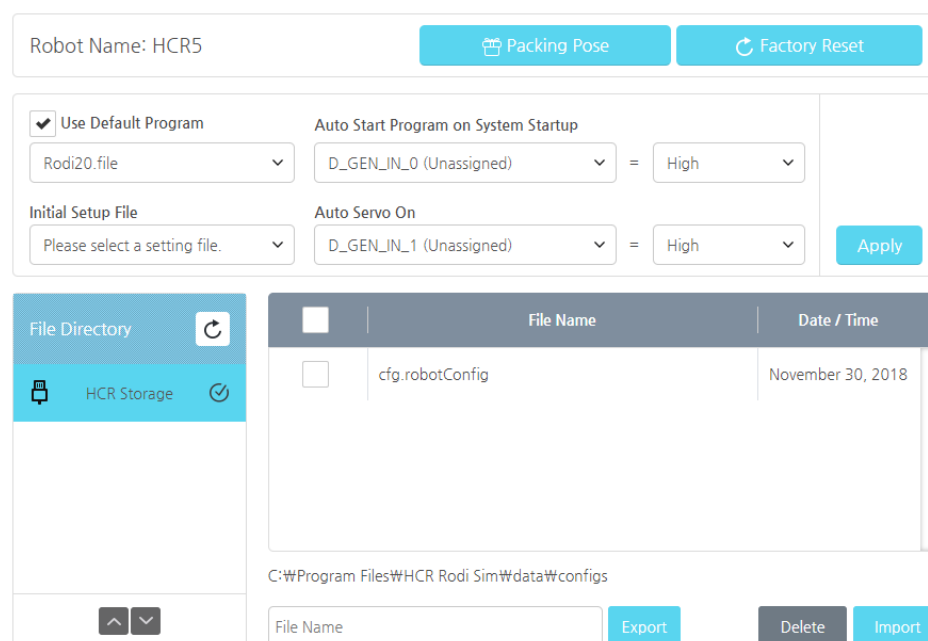 Robot Name: HCR5
Packing Pose
Factory Reset
Use Default Program
Auto Start Program on System Startup
Rodi20.file
D_GEN_IN_0 (Unassigned)
=
High
Initial Setup File
Auto Servo On
Please select a setting file.
D_GEN_IN_1 (Unassigned)
=
High
Apply
File Directory
File Name
Date / Time
HCR Storage
cfg.robotConfig
November 30, 2018
C:₩Program Files₩HCR Rodi Sim₩data₩configs
File Name
Export
Delete
Import